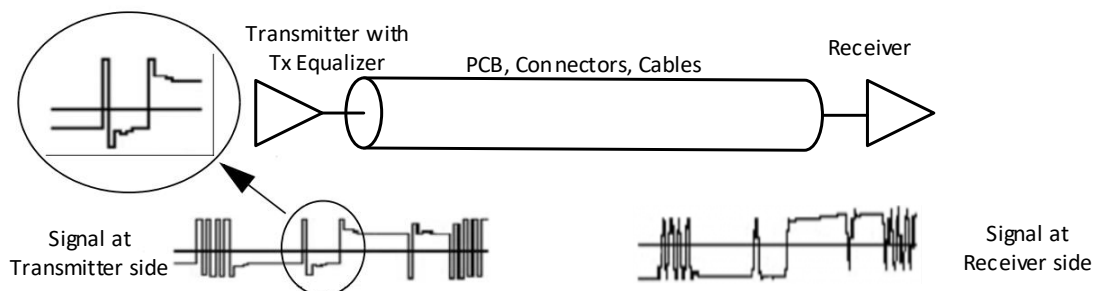 Transmitter with
Tx Equalizer
PCB, Connectors, Cables
Receiver
Signal at
Transmitter side
Signal at
Receiver side